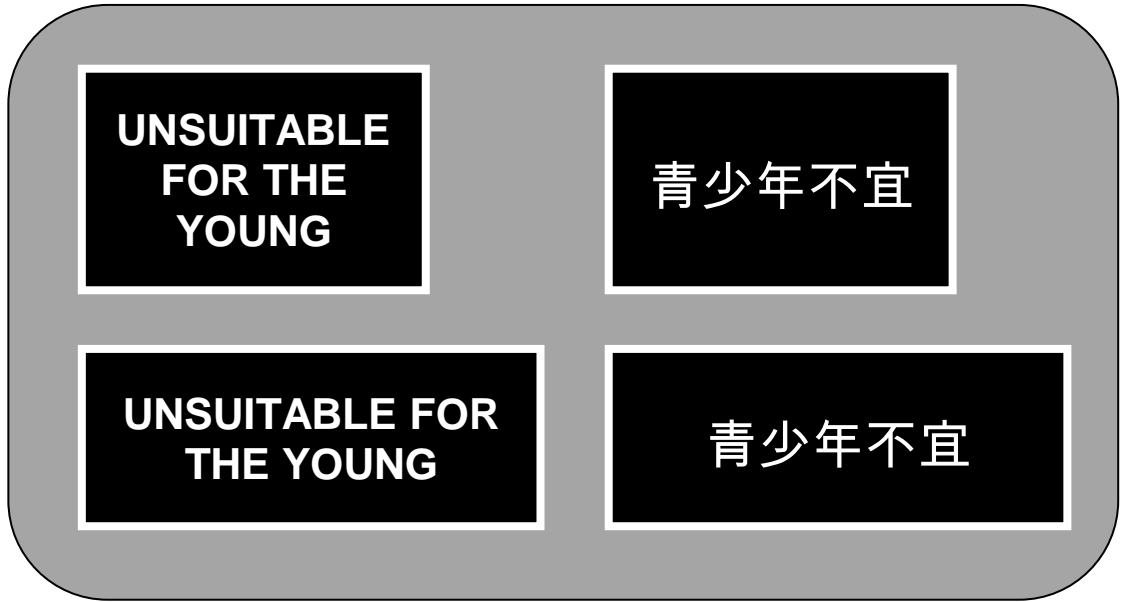 UNSUITABLE
FOR THE
YOUNG
青少年不宜
UNSUITABLE FOR
THE YOUNG
青少年不宜